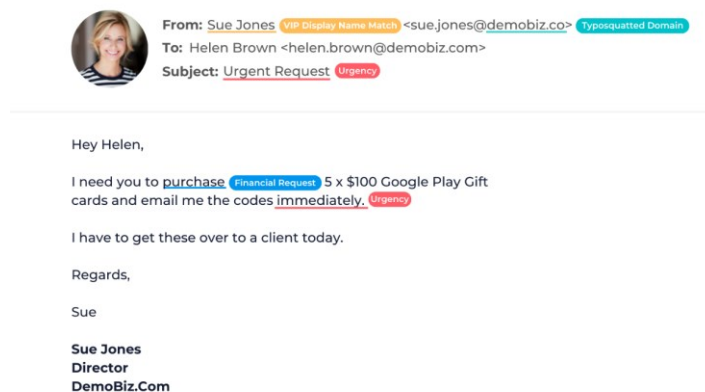 From: Sue Jones VIP Display Name Match <sue.jones@demobiz.co> Typosquatted Domain
To: Helen Brown <helen.brown@demobiz.com>
Subject: Urgent Request Urgency
Hey Helen,
I need you to purchase Financial Request 5 x $100 Google Play Gift
cards and email me the codes immediately. Urgency
I have to get these over to a client today.
Regards,
Sue
Sue Jones
Director
DemoBiz.Com